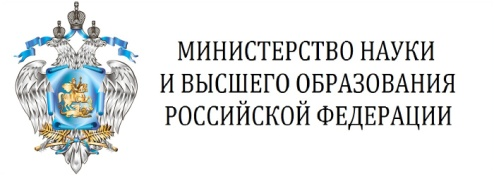 МИНИСТЕРСТВО НАУКИ
И ВЫСШЕГО ОБРАЗОВАНИЯ
РОССИЙСКОЙ ФЕДЕРАЦИИ